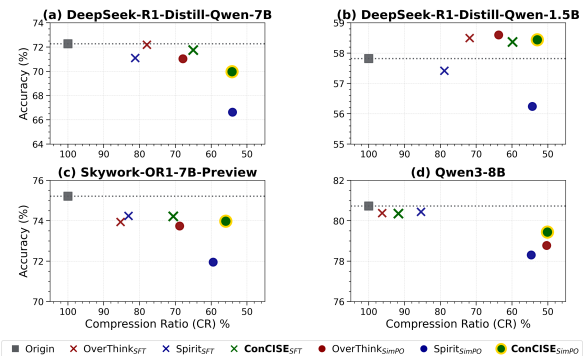 (a) DeepSeek-R1-Distill-Qwen-7B
(b) DeepSeek-R1-Distill-Qwen-1.5B
Accuracy (%)
74
72
70
68
66
64
100 90 80 70 60 50
59
58
57
56
55
100 90 80 70 60 50
(c) Skywork-OR1-7B-Preview
(d) Qwen3-8B
Accuracy (%)
76
74
72
70
100 90 80 70 60 50
Compression Ratio (CR) %
82
80
78
76
100 90 80 70 60 50
Compression Ratio (CR) %
Origin OverThinkSFT SpiritSFT ConCISESFT OverThinkSimPO SpiritSimPO ConCISESimPO